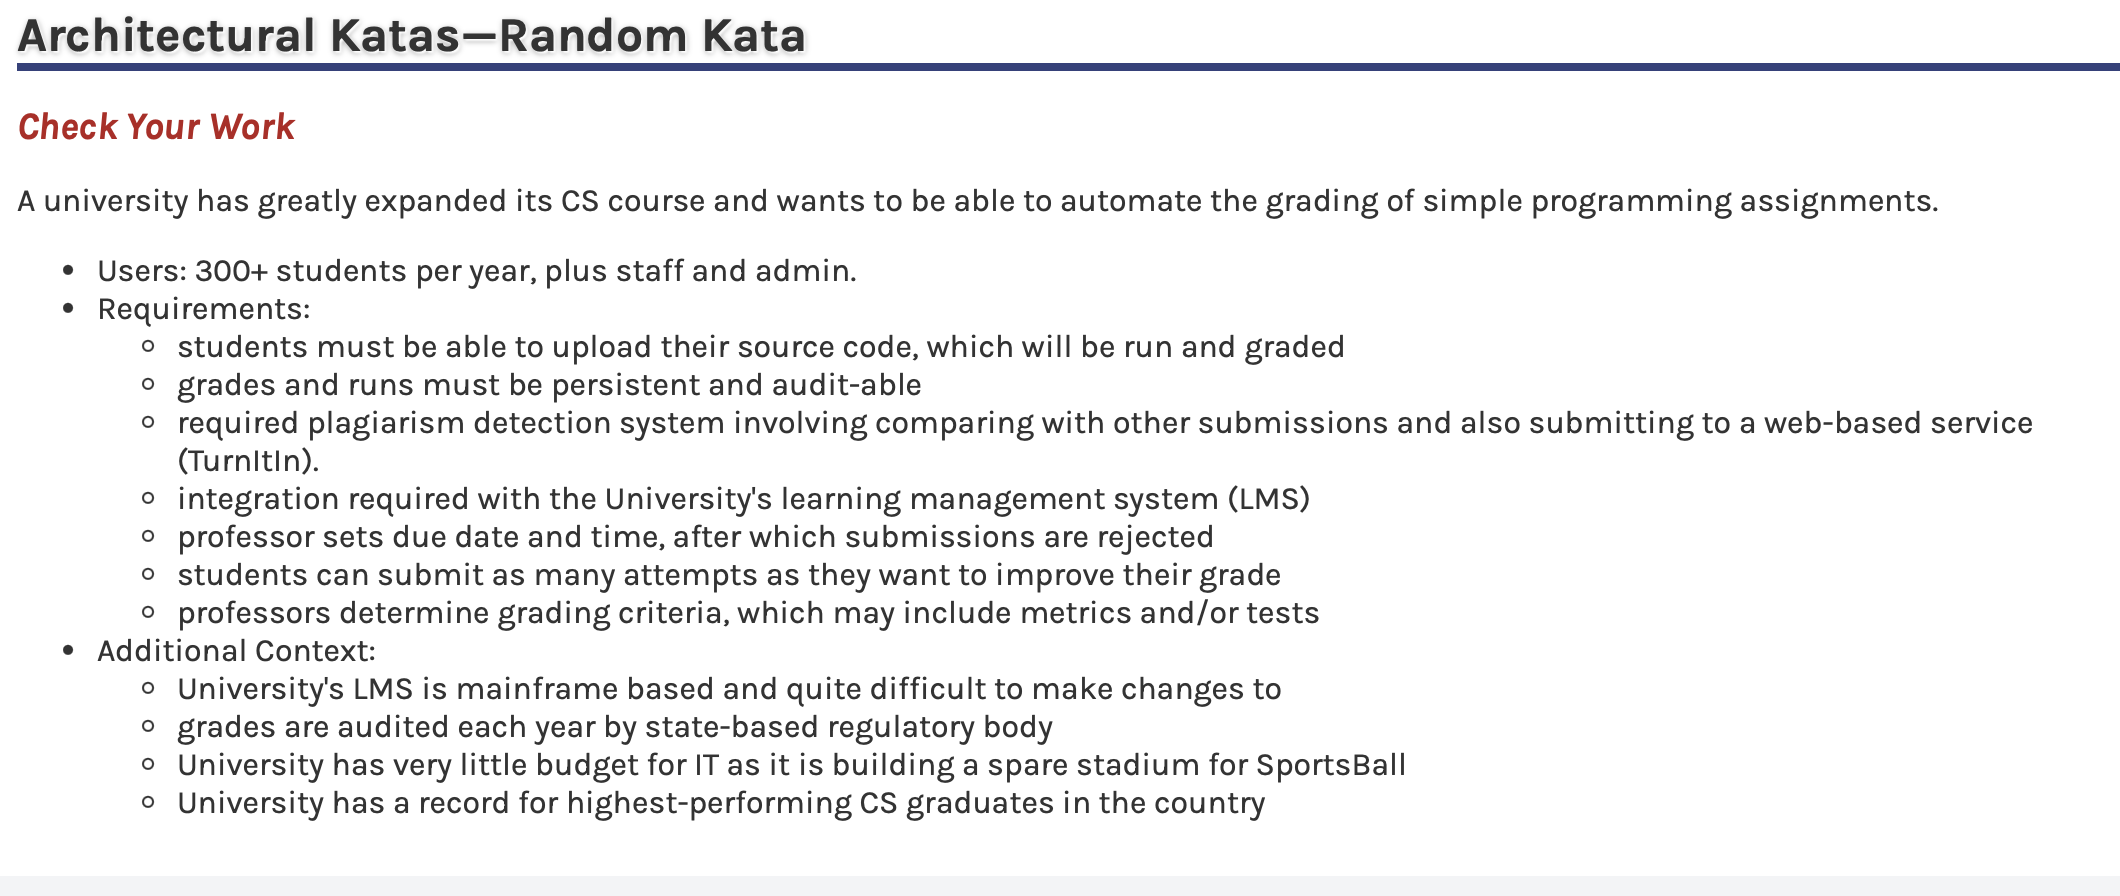 Architectural Katas—Random Kata
Check Your Work
A university has greatly expanded its CS course and wants to be able to automate the grading of simple programming assignments.
• Users: 300+ students per year, plus staff and admin.
• Requirements:
◦ students must be able to upload their source code, which will be run and graded
◦ grades and runs must be persistent and audit-able
◦ required plagiarism detection system involving comparing with other submissions and also submitting to a web-based service
(TurnItIn).
◦ integration required with the University's learning management system (LMS)
◦ professor sets due date and time, after which submissions are rejected
◦ students can submit as many attempts as they want to improve their grade
◦ professors determine grading criteria, which may include metrics and/or tests
• Additional Context:
◦ University's LMS is mainframe based and quite difficult to make changes to
◦ grades are audited each year by state-based regulatory body
◦ University has very little budget for IT as it is building a spare stadium for SportsBall
◦ University has a record for highest-performing CS graduates in the country